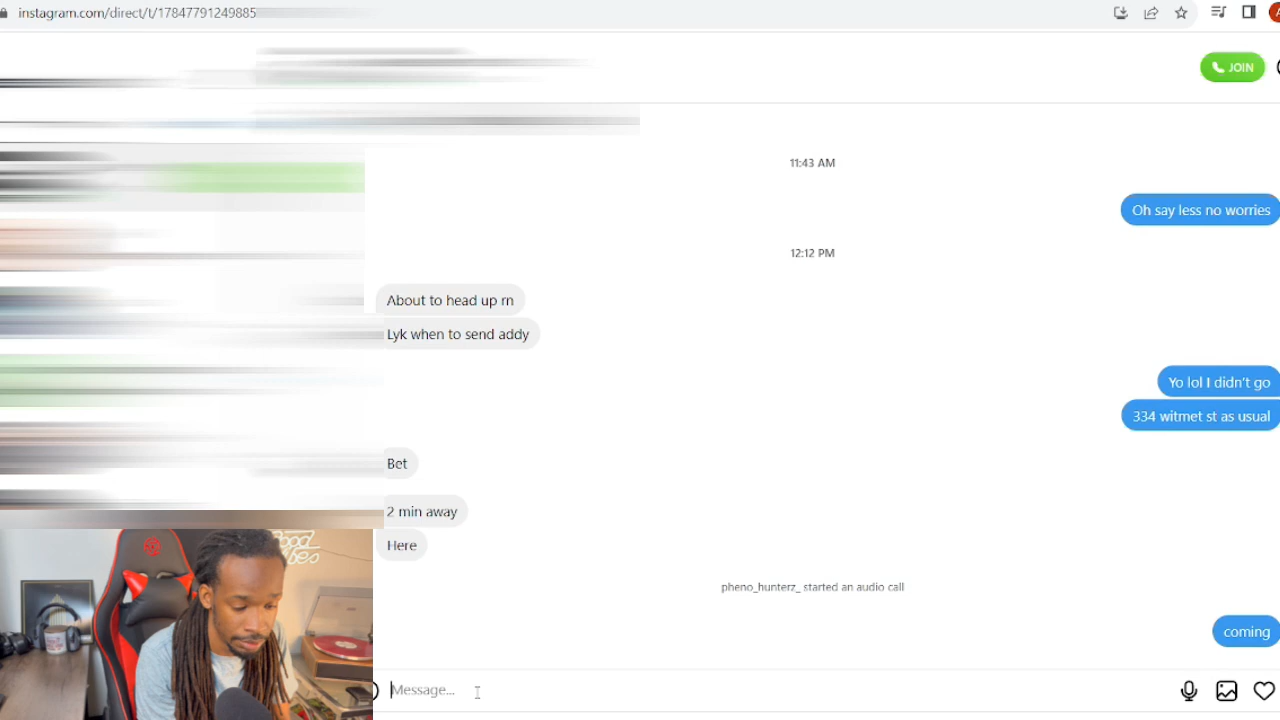 instagram.com/direct/t/17847791249885
JOIN
11:43 AM
Oh say less no worries
12:12 PM
About to head up rn
Lyk when to send addy
Yo lol I didn't go
334 witmet st as usual
Bet
2 min away
Here
pheno_hunterz_ started an audio call
coming
Message...